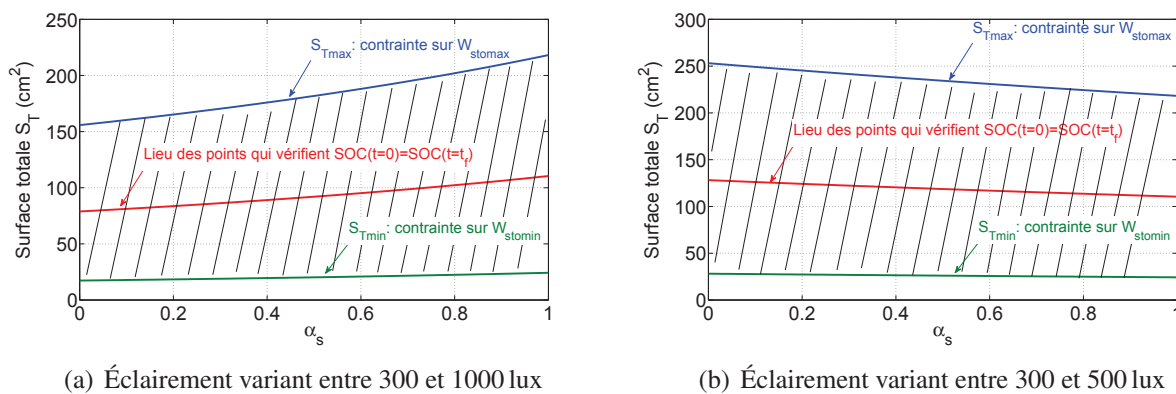 250
200
150
100
50
0
0
0.2
0.4
0.6
0.8
1
Surface totale S_T (cm²)
α_s
S_Tmax: contrainte sur W_stomax
Lieu des points qui vérifient SOC(t=0)=SOC(t=t_f)
S_Tmin: contrainte sur W_stomin
(a) Éclairement variant entre 300 et 1000 lux
300
250
200
150
100
50
0
0
0.2
0.4
0.6
0.8
1
Surface totale S_T (cm²)
α_s
S_Tmax: contrainte sur W_stomax
Lieu des points qui vérifient SOC(t=0)=SOC(t=t_f)
S_Tmin: contrainte sur W_stomin
(b) Éclairement variant entre 300 et 500 lux